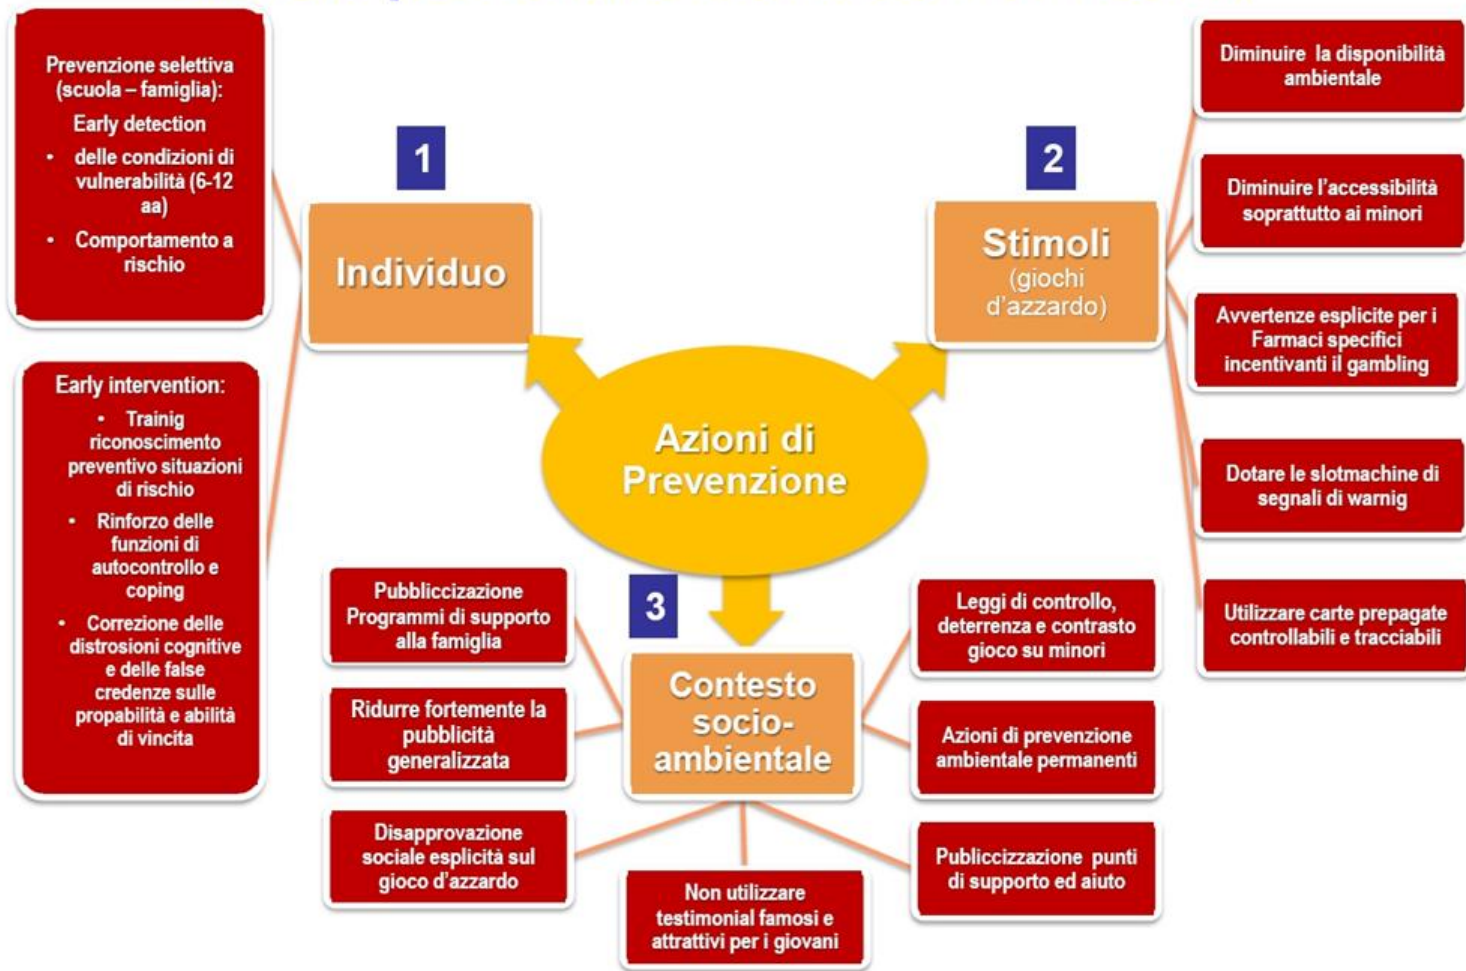 Prevenzione selettiva
(scuola – famiglia):
Early detection
• delle condizioni di
vulnerabilità (6-12
aa)
• Comportamento a
rischio
Early intervention:
• Trainig
riconoscimento
preventivo situazioni
di rischio
• Rinforzo delle
funzioni di
autocontrollo e
coping
• Correzione delle
distrosioni cognitive
e delle false
credenze sulle
propabilità e abilità
di vincita
1
Individuo
2
Stimoli
(giochi
d'azzardo)
Diminuire la disponibilità
ambientale
Diminuire l'accessibilità
soprattutto ai minori
Avvertenze esplicite per i
Farmaci specifici
incentivanti il gambling
Dotare le slotmachine di
segnali di warnig
Utilizzare carte prepagate
controllabili e tracciabili
Azioni di
Prevenzione
3
Contesto
socio-
ambientale
Pubbliccizazione
Programmi di supporto
alla famiglia
Ridurre fortemente la
pubblicità
generalizzata
Disapprovazione
sociale esplicità sul
gioco d'azzardo
Non utilizzare
testimonial famosi e
attrattivi per i giovani
Leggi di controllo,
deterrenza e contrasto
gioco su minori
Azioni di prevenzione
ambientale permanenti
Publiccizzazione punti
di supporto ed aiuto